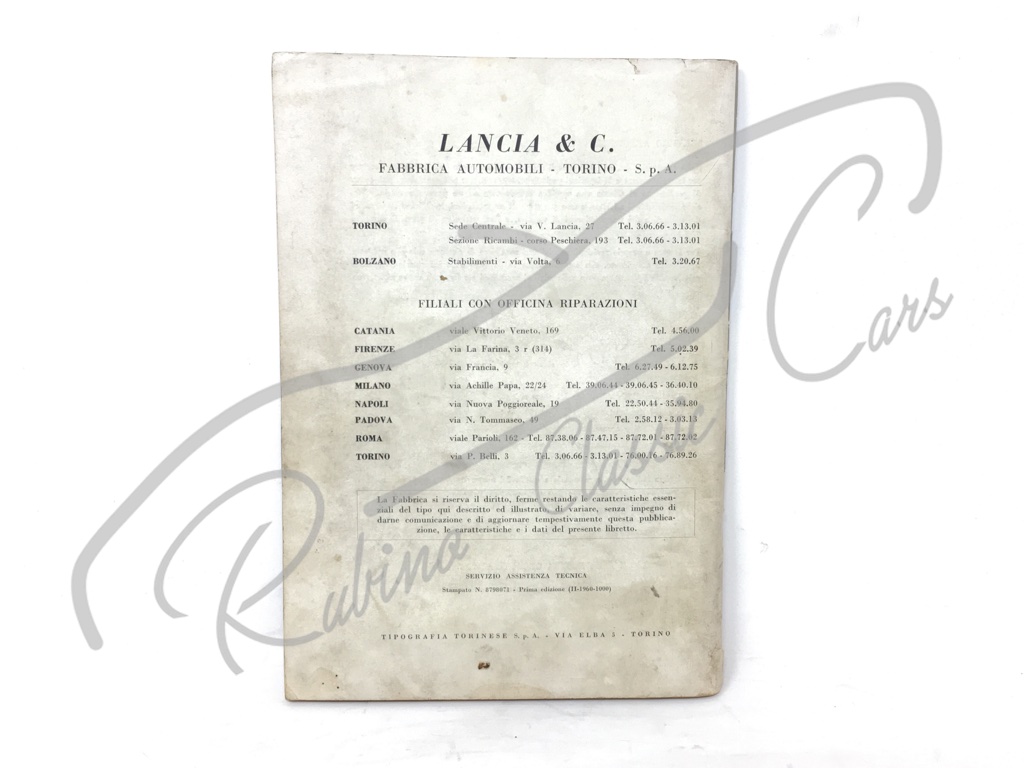 LANCIA & C.
FABBRICA AUTOMOBILI - TORINO - S. p. A.
TORINO Sede Centrale - via V. Lancia, 27 Tel. 3.06.66 - 3.13.01
Sezione Ricambi - corso Peschiera, 193 Tel. 3.06.66 - 3.13.01
BOLZANO Stabilimenti - via Volta, 6 Tel. 3.20.67
FILIALI CON OFFICINA RIPARAZIONI
CATANIA viale Vittorio Veneto, 169 Tel. 4.56.00
FIRENZE via La Farina, 3 r (314) Tel. 5.02.39
GENOVA via Francia, 9 Tel. 6.27.49 - 6.12.75
MILANO via Achille Papa, 22/24 Tel. 39.06.44 - 39.06.45 - 36.40.10
NAPOLI via Nuova Poggioreale, 19 Tel. 22.50.44 - 35.94.80
PADOVA via N. Tommaseo, 49 Tel. 2.58.12 - 3.03.13
ROMA viale Parioli, 162 - Tel. 87.38.06 - 87.47.15 - 87.72.01 - 87.72.02
TORINO via P. Belli, 3 Tel. 3.06.66 - 3.13.01 - 76.00.76 - 76.89.26
La Fabbrica si riserva il diritto, ferme restando le caratteristiche essen-
ziali del tipo qui descritto ed illustrato, di variare, senza impegno di
darne comunicazione e di aggiornare tempestivamente questa pubblica-
zione, le caratteristiche e i dati del presente libretto.
SERVIZIO ASSISTENZA TECNICA
Stampato N. - Prima edizione (II-1960-1000)
TIPOGRAFIA TORINESE S. p. A. - VIA ELBA 5 - TORINO
Rubino Classic Cars